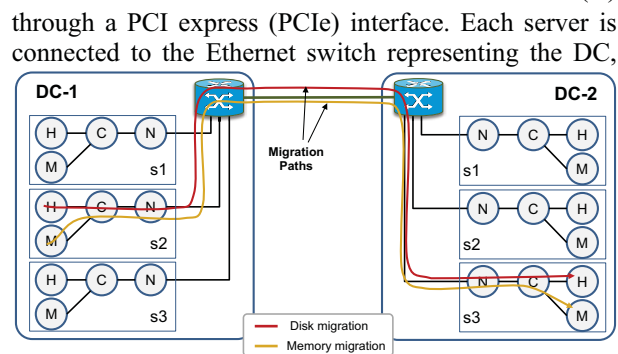 through a PCI express (PCIe) interface. Each server is
connected to the Ethernet switch representing the DC,
DC-1
DC-2
H C N
M
s1
H C N
M
s2
H C N
M
s3
Migration
Paths
N C H
M
s1
N C H
M
s2
N C H
M
s3
Disk migration
Memory migration